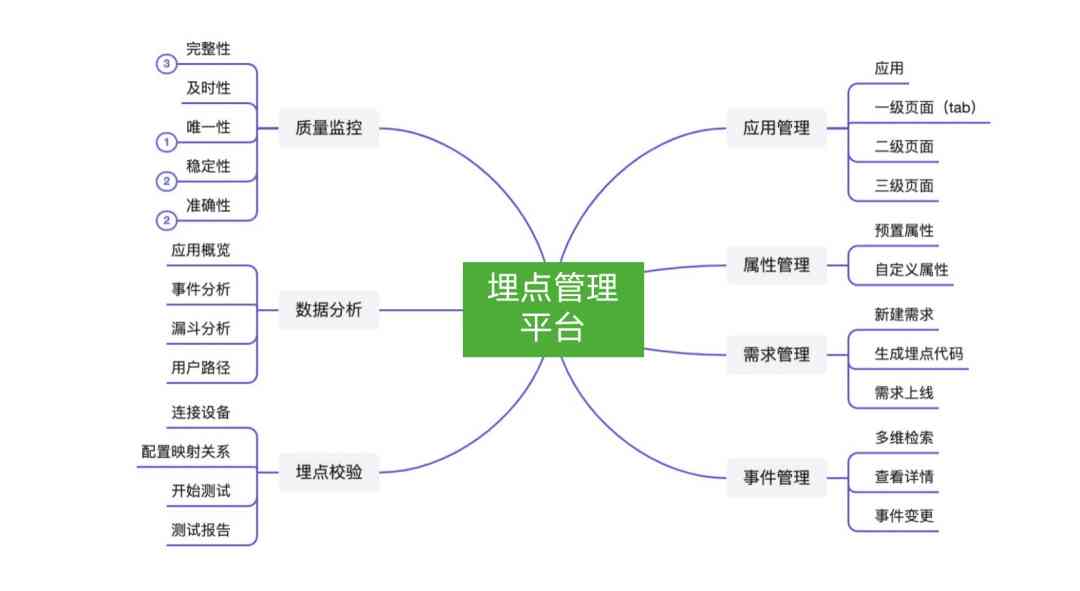 埋点管理
平台
质量监控
完整性
3
及时性
唯一性
1
稳定性
2
准确性
2
数据分析
应用概览
事件分析
漏斗分析
用户路径
埋点校验
连接设备
配置映射关系
开始测试
测试报告
应用管理
应用
一级页面（tab）
二级页面
三级页面
属性管理
预置属性
自定义属性
需求管理
新建需求
生成埋点代码
需求上线
事件管理
多维检索
查看详情
事件变更